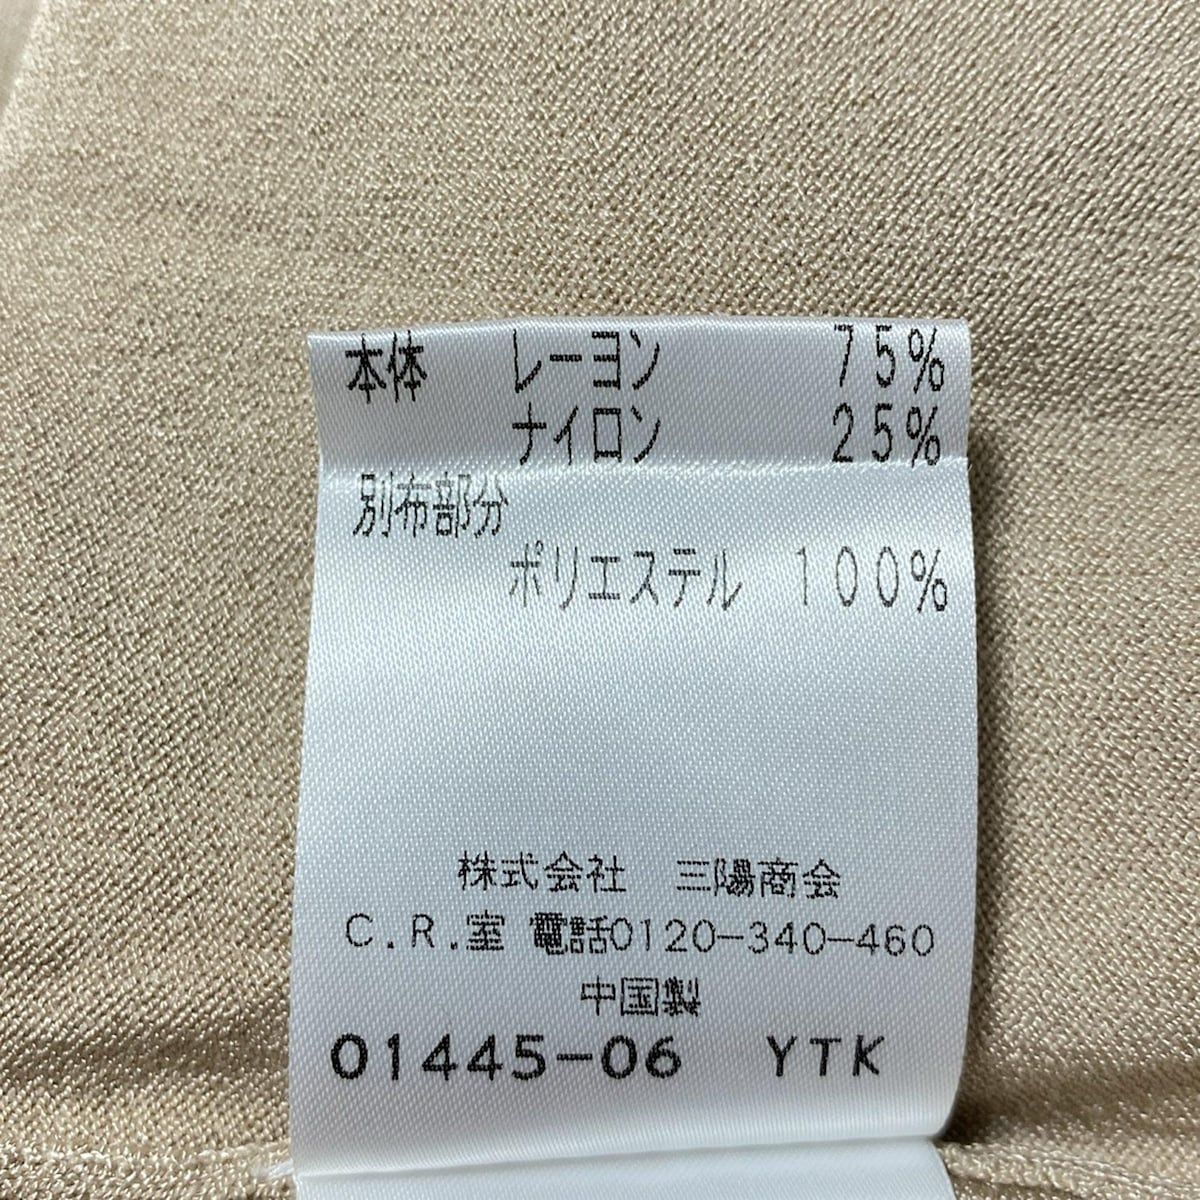 本体 レーヨン 75%
ナイロン 25%
別布部分
ポリエステル 100%
株式会社 三陽商会
C.R.室 電話0120-340-460
中国製
01445-06 YTK